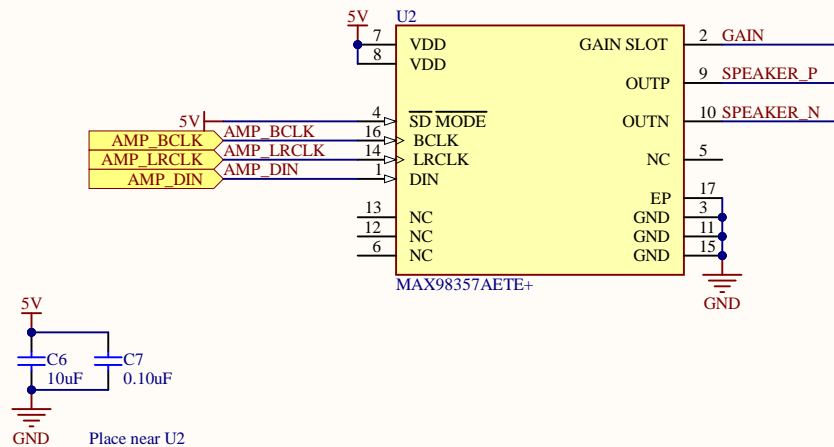 5V
U2
7 VDD GAIN SLOT 2 GAIN
8 VDD
OUTP 9 SPEAKER_P
5V 4 SD MODE OUTN 10 SPEAKER_N
AMP_BCLK AMP_BCLK 16 BCLK
AMP_LRCLK AMP_LRCLK 14 LRCLK NC 5
AMP_DIN AMP_DIN 1 DIN
EP 17
13 NC GND 3
12 NC GND 11
6 NC GND 15
MAX98357AETE+
GND
5V
C6 C7
10uF 0.10uF
GND Place near U2